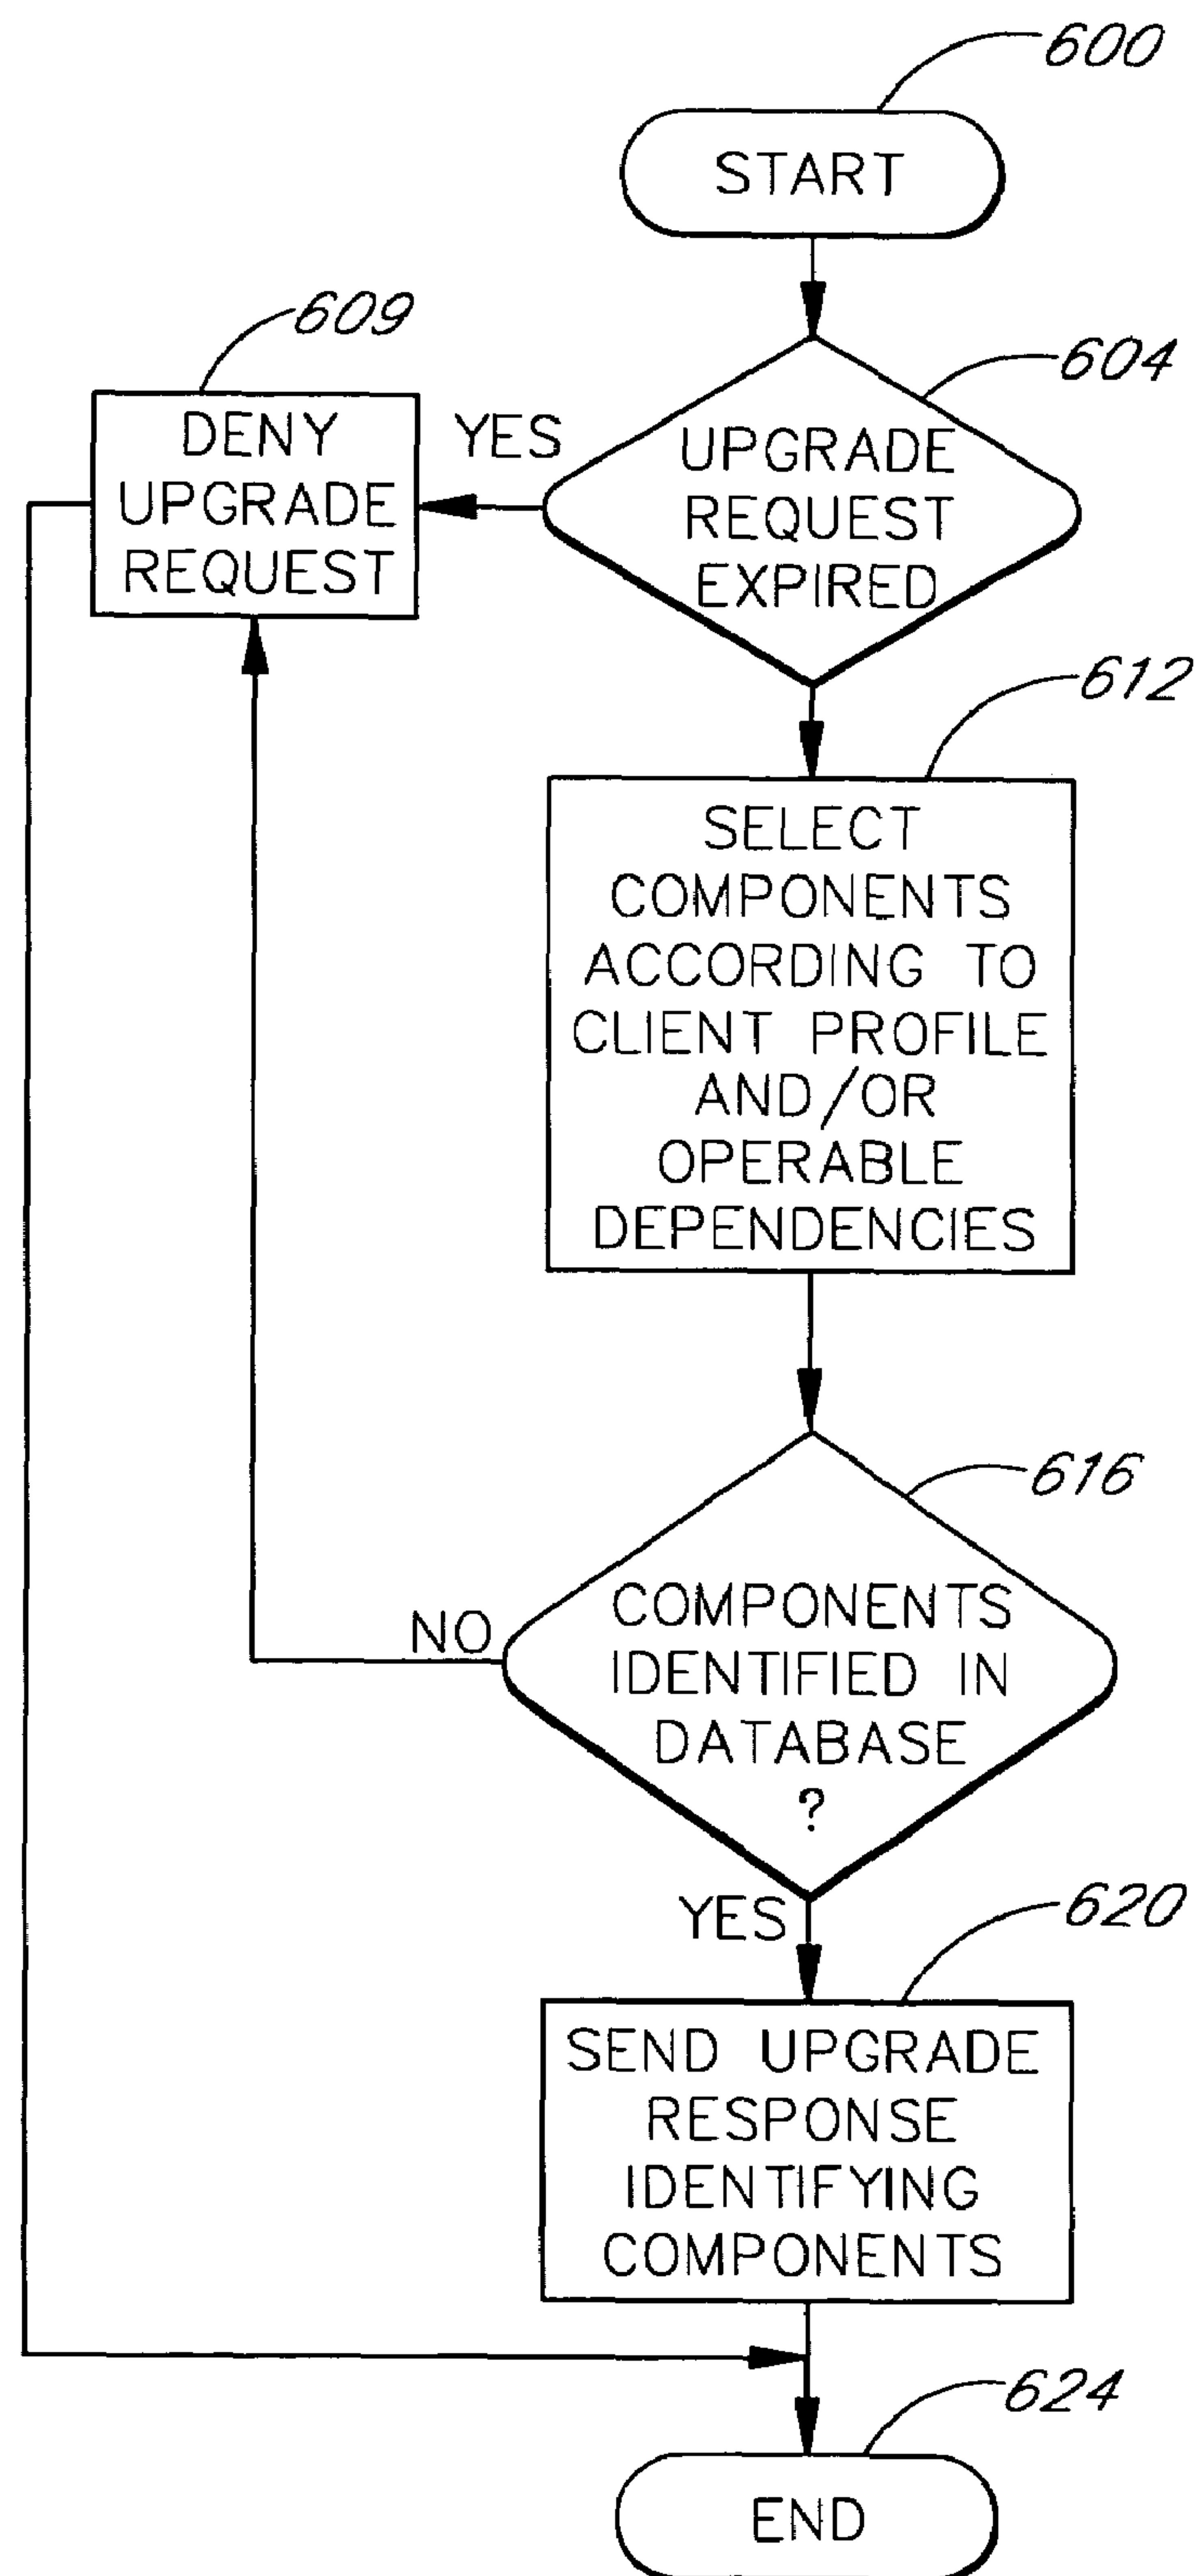 600
START
609
604
DENY
UPGRADE
REQUEST
YES
UPGRADE
REQUEST
EXPIRED
612
SELECT
COMPONENTS
ACCORDING TO
CLIENT PROFILE
AND/OR
OPERABLE
DEPENDENCIES
616
NO
COMPONENTS
IDENTIFIED IN
DATABASE
?
YES
620
SEND UPGRADE
RESPONSE
IDENTIFYING
COMPONENTS
624
END